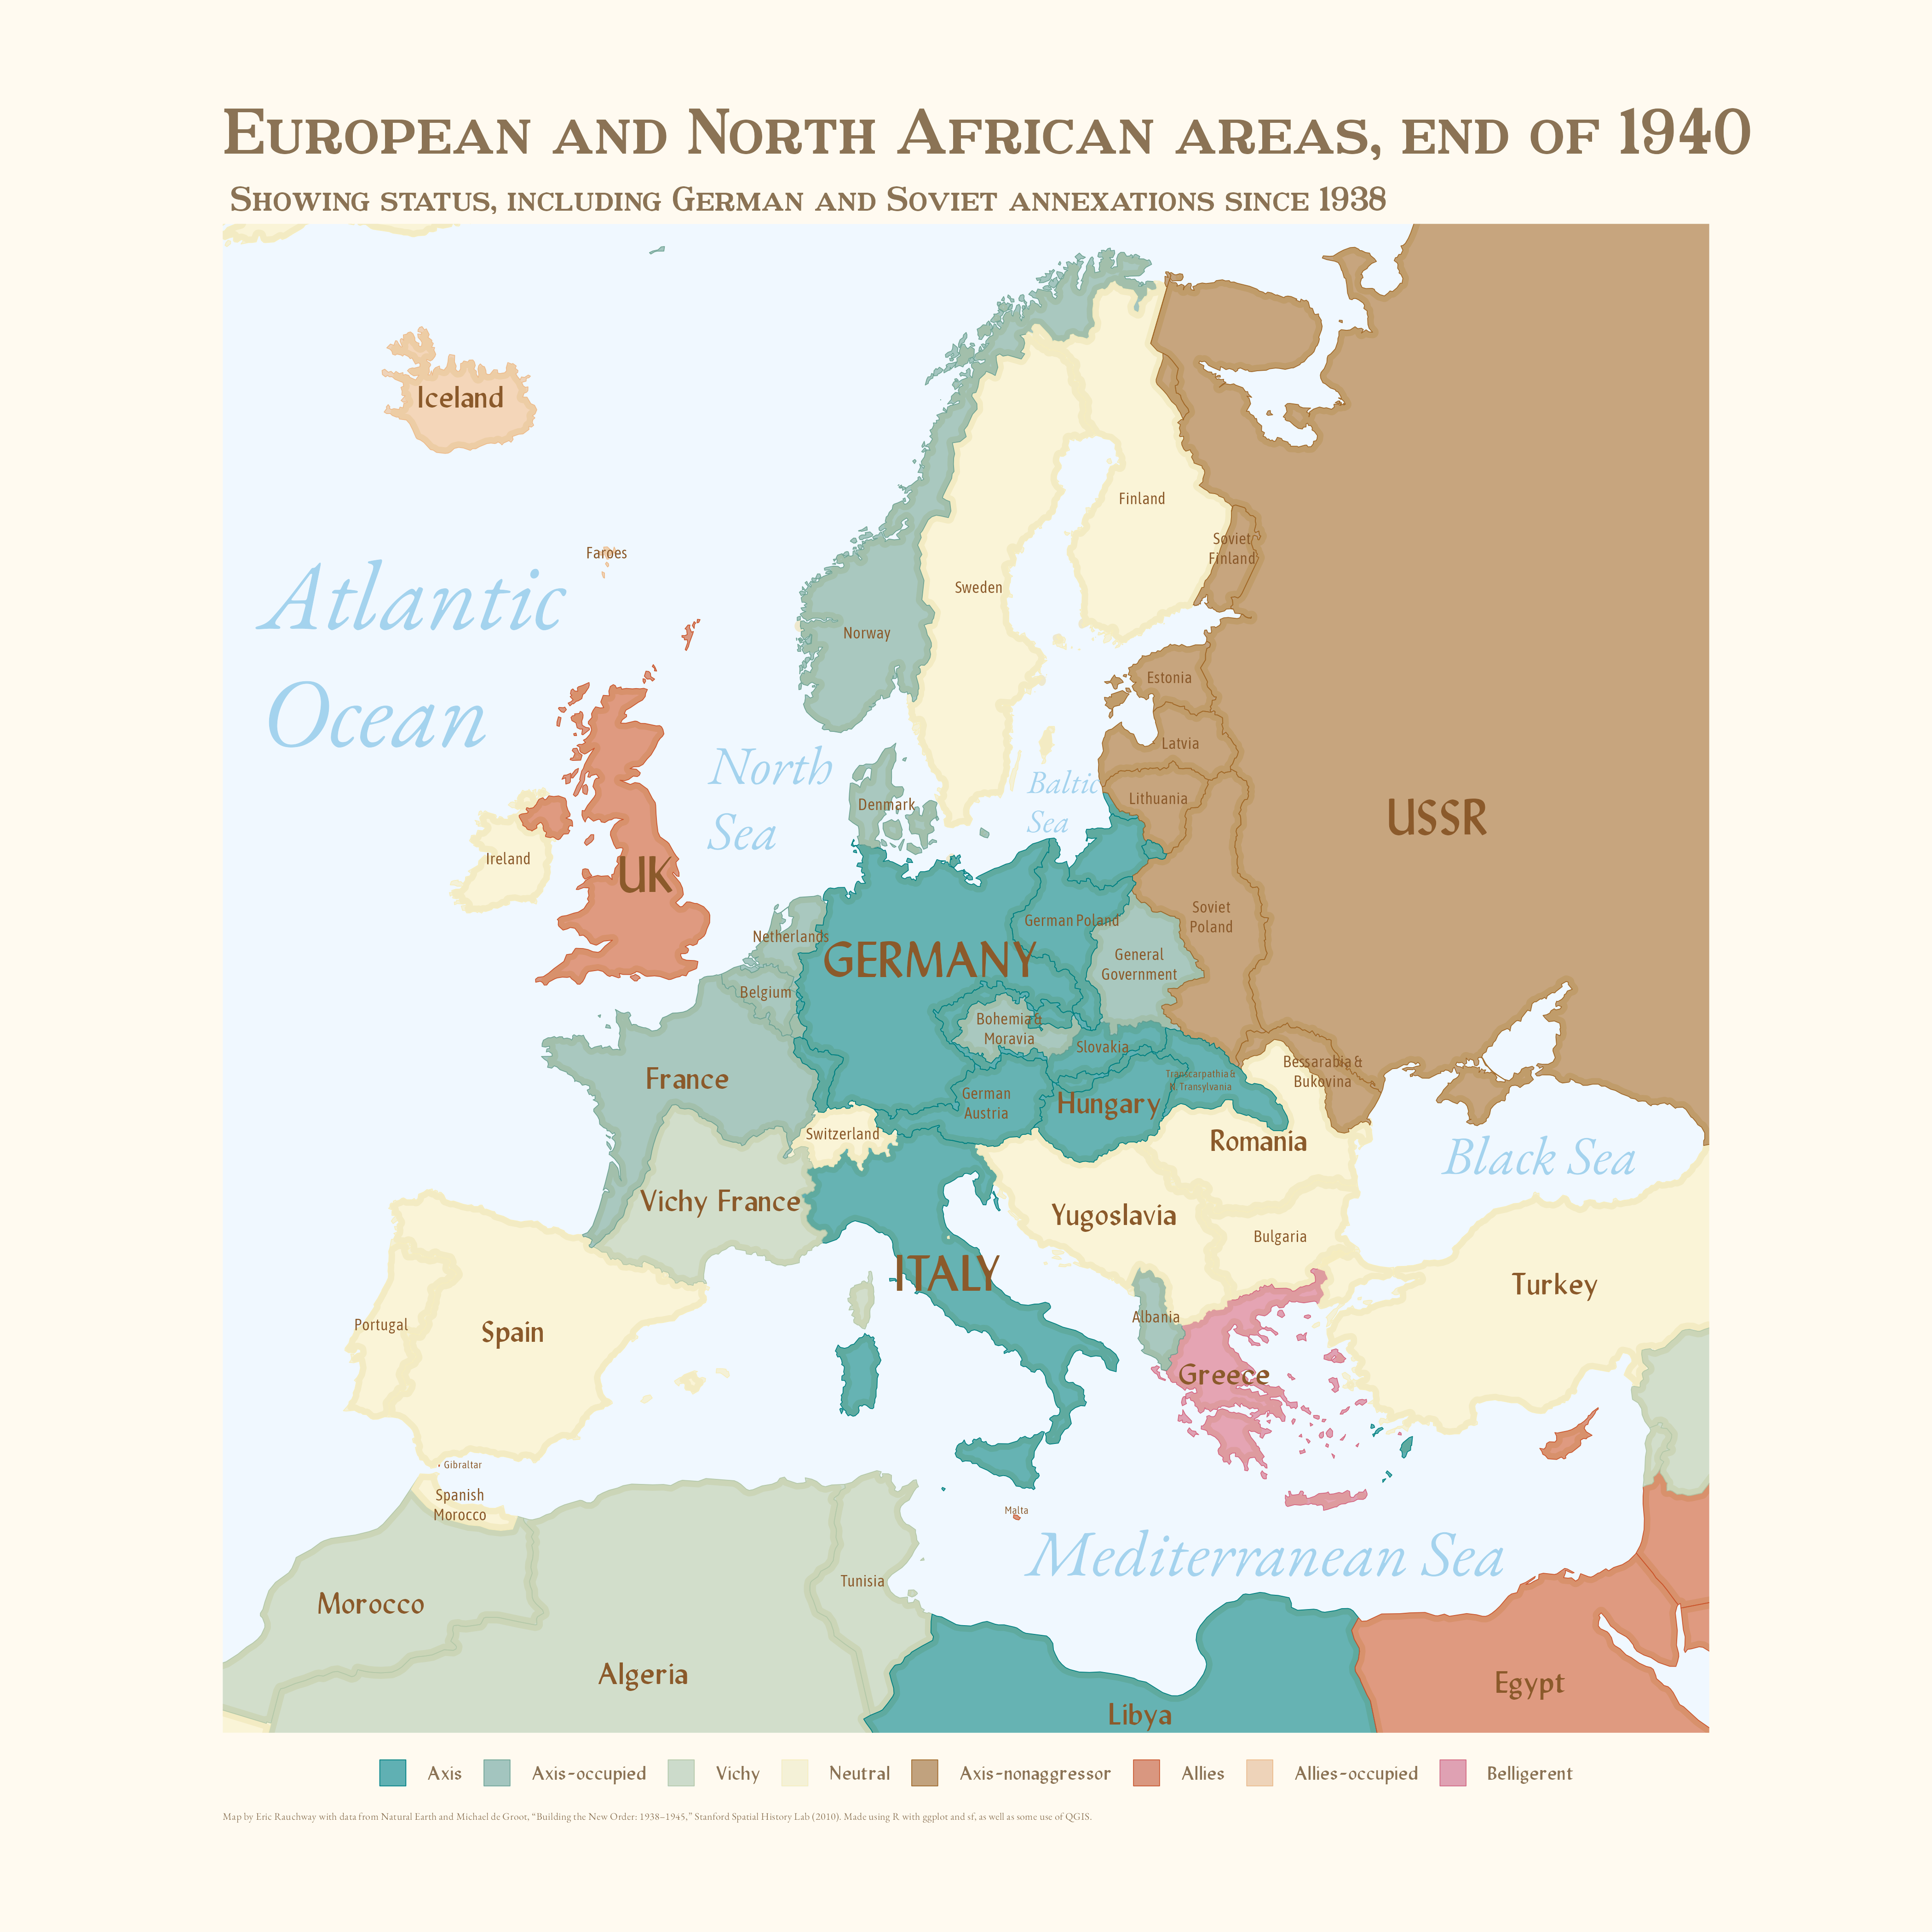 European and North African areas, end of 1940
Showing status, including German and Soviet annexations since 1938
Iceland
Faroes
Atlantic
Ocean
Finland
Soviet
Finland
Sweden
Norway
Estonia
Latvia
Lithuania
North
Sea
Baltic
Sea
Denmark
USSR
Ireland
UK
Netherlands
GERMANY
German Poland
Soviet
Poland
General
Government
Belgium
Bohemia &
Moravia
Slovakia
Transcarpathia &
N. Transylvania
Bessarabia &
Bukovina
France
German
Austria
Hungary
Switzerland
Romania
Black Sea
Vichy France
Yugoslavia
Bulgaria
ITALY
Turkey
Albania
Portugal
Spain
Greece
Gibraltar
Spanish
Morocco
Malta
Mediterranean Sea
Tunisia
Morocco
Algeria
Libya
Egypt
Axis
Axis-occupied
Vichy
Neutral
Axis-nonaggressor
Allies
Allies-occupied
Belligerent
Map by Eric Rauchway with data from Natural Earth and Michael de Groot, “Building the New Order: 1938–1945,” Stanford Spatial History Lab (2010). Made using R with ggplot and sf, as well as some use of QGIS.